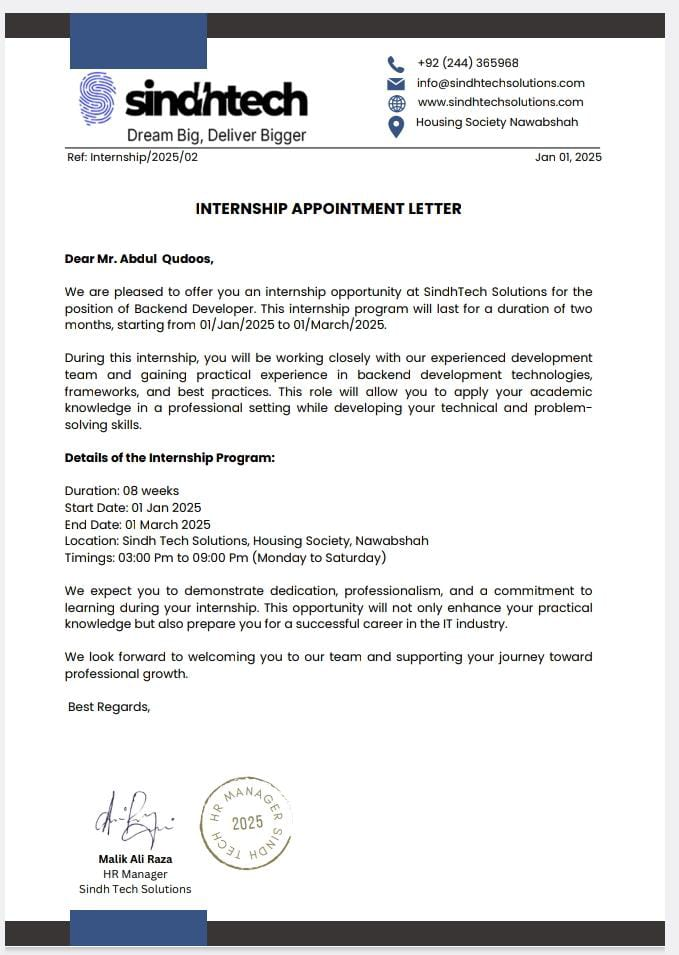 sindhtech
Dream Big, Deliver Bigger
+92 (244) 365968
info@sindhtechsolutions.com
www.sindhtechsolutions.com
Housing Society Nawabshah
Ref: Internship/2025/02
Jan 01, 2025
INTERNSHIP APPOINTMENT LETTER
Dear Mr. Abdul Qudoos,
We are pleased to offer you an internship opportunity at SindhTech Solutions for the
position of Backend Developer. This internship program will last for a duration of two
months, starting from 01/Jan/2025 to 01/March/2025.
During this internship, you will be working closely with our experienced development
team and gaining practical experience in backend development technologies,
frameworks, and best practices. This role will allow you to apply your academic
knowledge in a professional setting while developing your technical and problem-
solving skills.
Details of the Internship Program:
Duration: 08 weeks
Start Date: 01 Jan 2025
End Date: 01 March 2025
Location: Sindh Tech Solutions, Housing Society, Nawabshah
Timings: 03:00 Pm to 09:00 Pm (Monday to Saturday)
We expect you to demonstrate dedication, professionalism, and a commitment to
learning during your internship. This opportunity will not only enhance your practical
knowledge but also prepare you for a successful career in the IT industry.
We look forward to welcoming you to our team and supporting your journey toward
professional growth.
Best Regards,
HR MANAGER SINDH TECH
2025
Malik Ali Raza
HR Manager
Sindh Tech Solutions